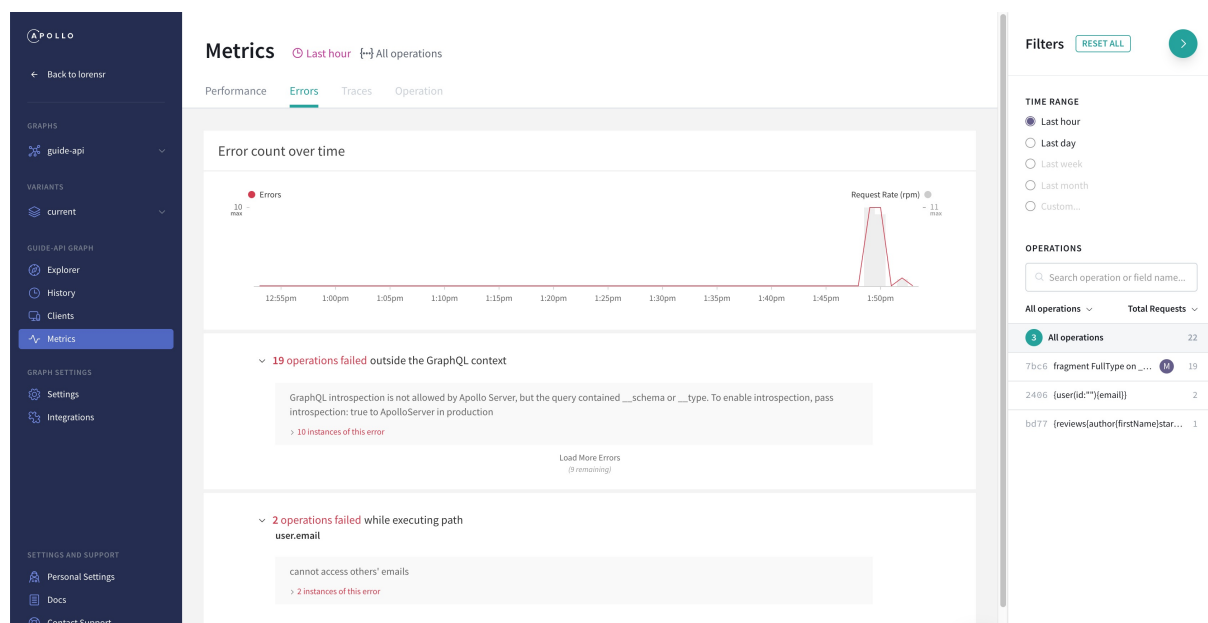 APOLLO
← Back to lorensr
GRAPHS
guide-api
VARIANTS
current
GUIDE-API GRAPH
Explorer
History
Clients
Metrics
GRAPH SETTINGS
Settings
Integrations
SETTINGS AND SUPPORT
Personal Settings
Docs
Contact Support
Metrics Last hour All operations
Performance Errors Traces Operation
Error count over time
Errors Request Rate (rpm)
10 max 11 max
12:55pm 1:00pm 1:05pm 1:10pm 1:15pm 1:20pm 1:25pm 1:30pm 1:35pm 1:40pm 1:45pm 1:50pm
19 operations failed outside the GraphQL context
GraphQL introspection is not allowed by Apollo Server, but the query contained __schema or __type. To enable introspection, pass
introspection: true to ApolloServer in production
> 10 instances of this error
Load More Errors
(9 remaining)
2 operations failed while executing path
user.email
cannot access others' emails
> 2 instances of this error
Filters RESET ALL
TIME RANGE
Last hour
Last day
Last week
Last month
Custom...
OPERATIONS
Search operation or field name...
All operations Total Requests
3 All operations 22
7bc6 fragment FullType on _... M 19
2406 {user(id:""){email}} 2
bd77 {reviews{author{firstName}star... 1